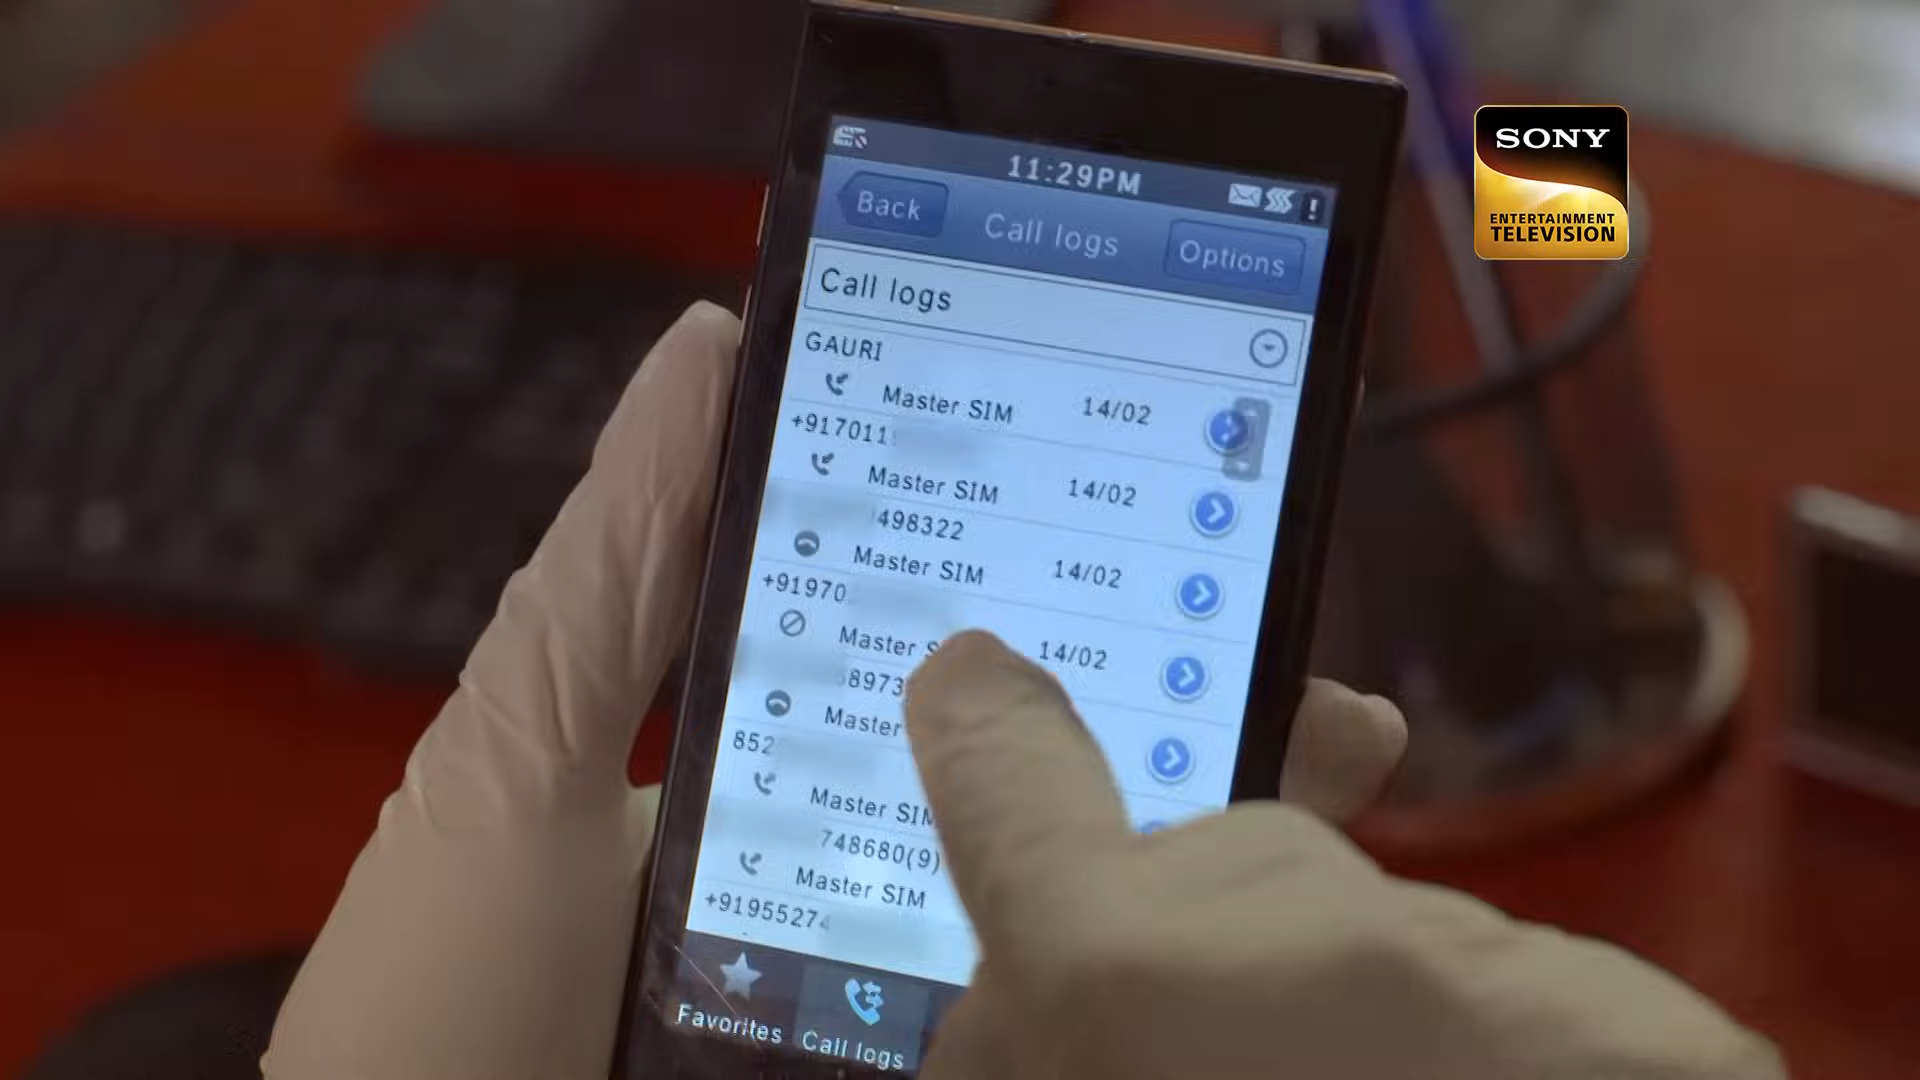 SONY
ENTERTAINMENT
TELEVISION
11:29PM
Back
Call logs
Options
Call logs
GAURI
Master SIM 14/02
+917011
Master SIM 14/02
498322
Master SIM 14/02
+91970
Master 14/02
8973
Master
852
Master SIM
748680(9)
Master SIM
+9195527
Favorites
Call logs